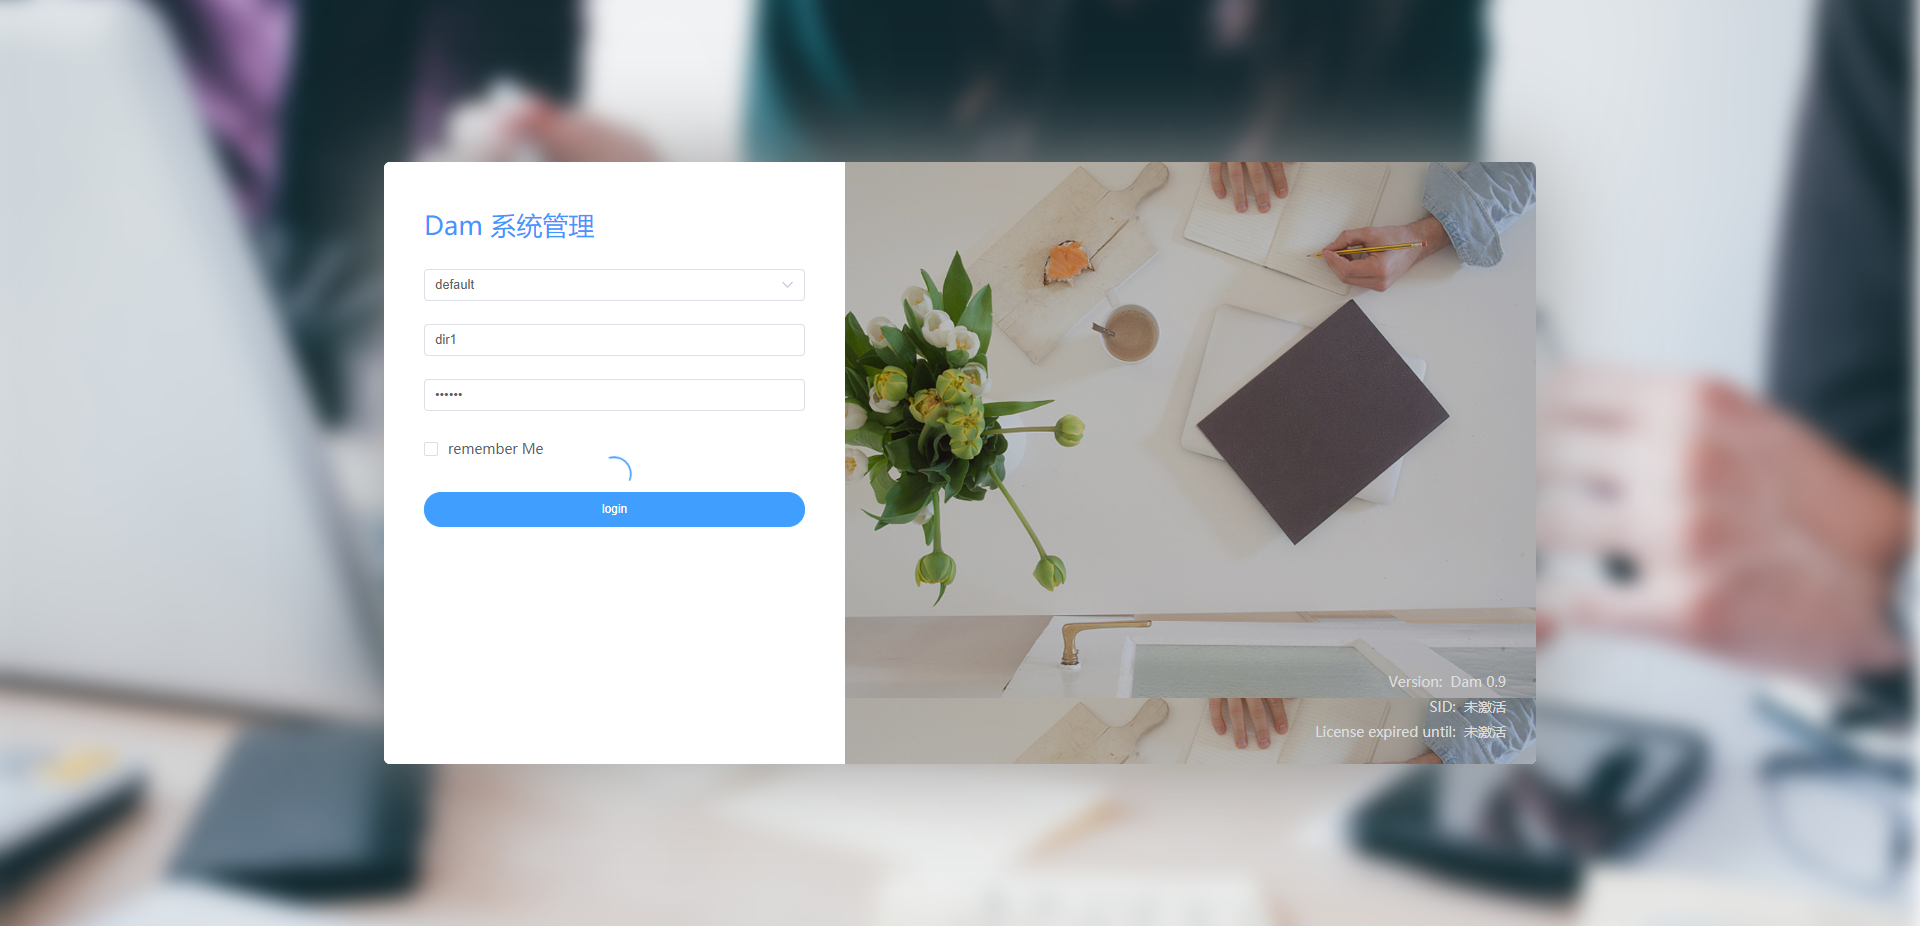 Dam 系统管理
default
dir1
••••••
remember Me
login
Version: Dam 0.9
SID: 未激活
License expired until: 未激活